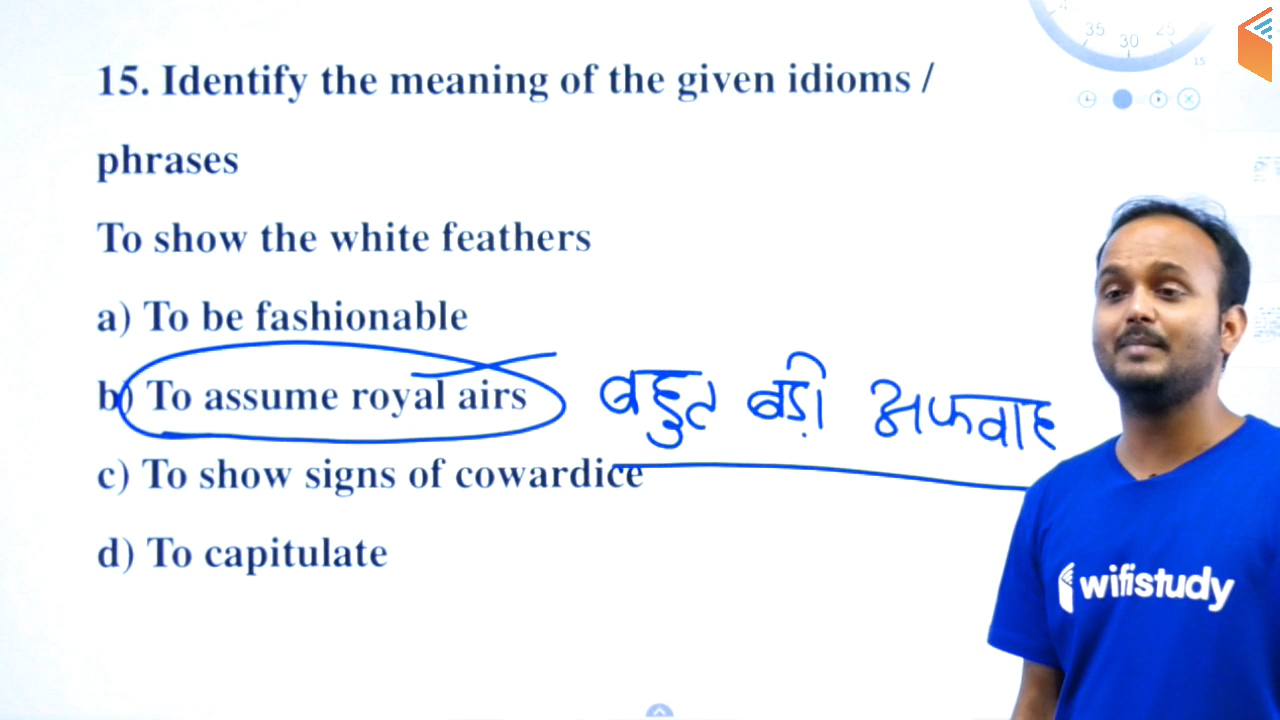 15. Identify the meaning of the given idioms /
phrases
To show the white feathers
a) To be fashionable
b) To assume royal airs
बहुत बड़ी अफवाह
c) To show signs of cowardice
d) To capitulate
35 30 25
15
wifistudy